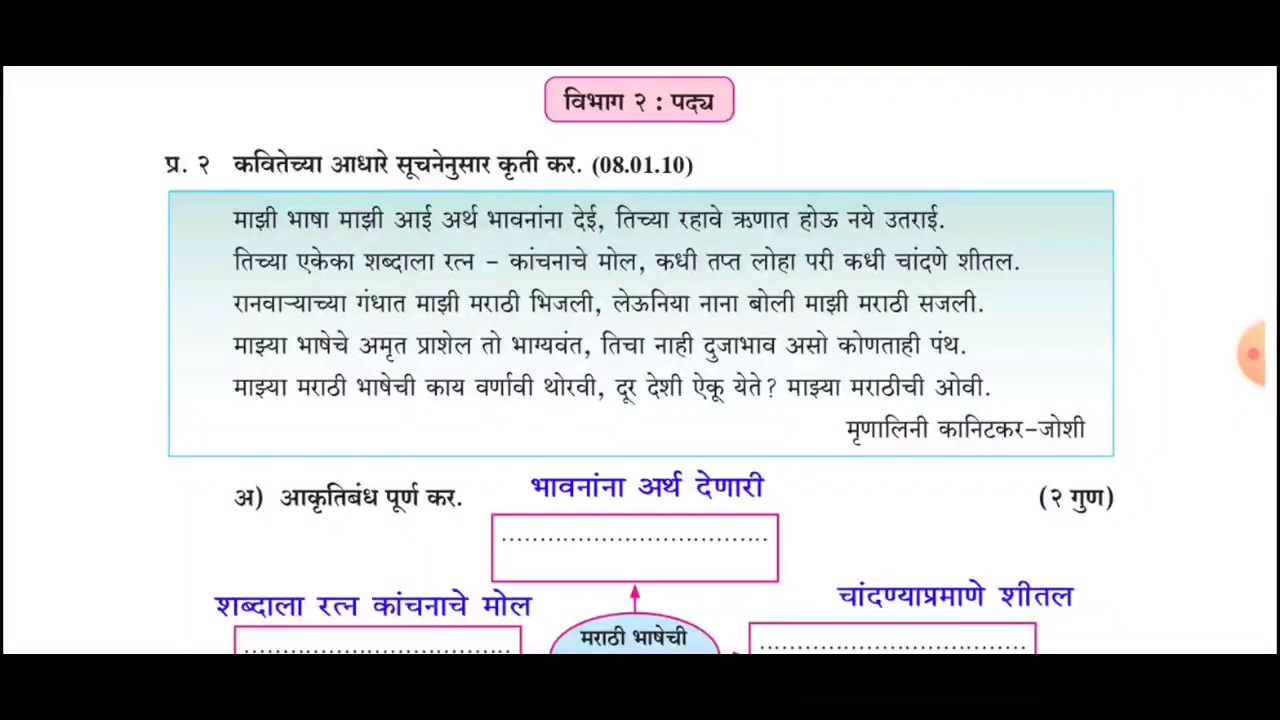 विभाग २ : पद्य
प्र. २ कवितेच्या आधारे सूचनेनुसार कृती कर. (08.01.10)
माझी भाषा माझी आई अर्थ भावनांना देई, तिच्या रहावे ऋणात होऊ नये उतराई.
तिच्या एकेका शब्दाला रत्न - कांचनाचे मोल, कधी तप्त लोहा परी कधी चांदणे शीतल.
रानवाऱ्याच्या गंधात माझी मराठी भिजली, लेऊनिया नाना बोली माझी मराठी सजली.
माझ्या भाषेचे अमृत प्राशेल तो भाग्यवंत, तिचा नाही दुजाभाव असो कोणताही पंथ.
माझ्या मराठी भाषेची काय वर्णावी थोरवी, दूर देशी ऐकू येते? माझ्या मराठीची ओवी.
मृणालिनी कानिटकर-जोशी
भावनांना अर्थ देणारी
अ) आकृतिबंध पूर्ण कर. (२ गुण)
शब्दाला रत्न कांचनाचे मोल चांदण्याप्रमाणे शीतल
मराठी भाषेची